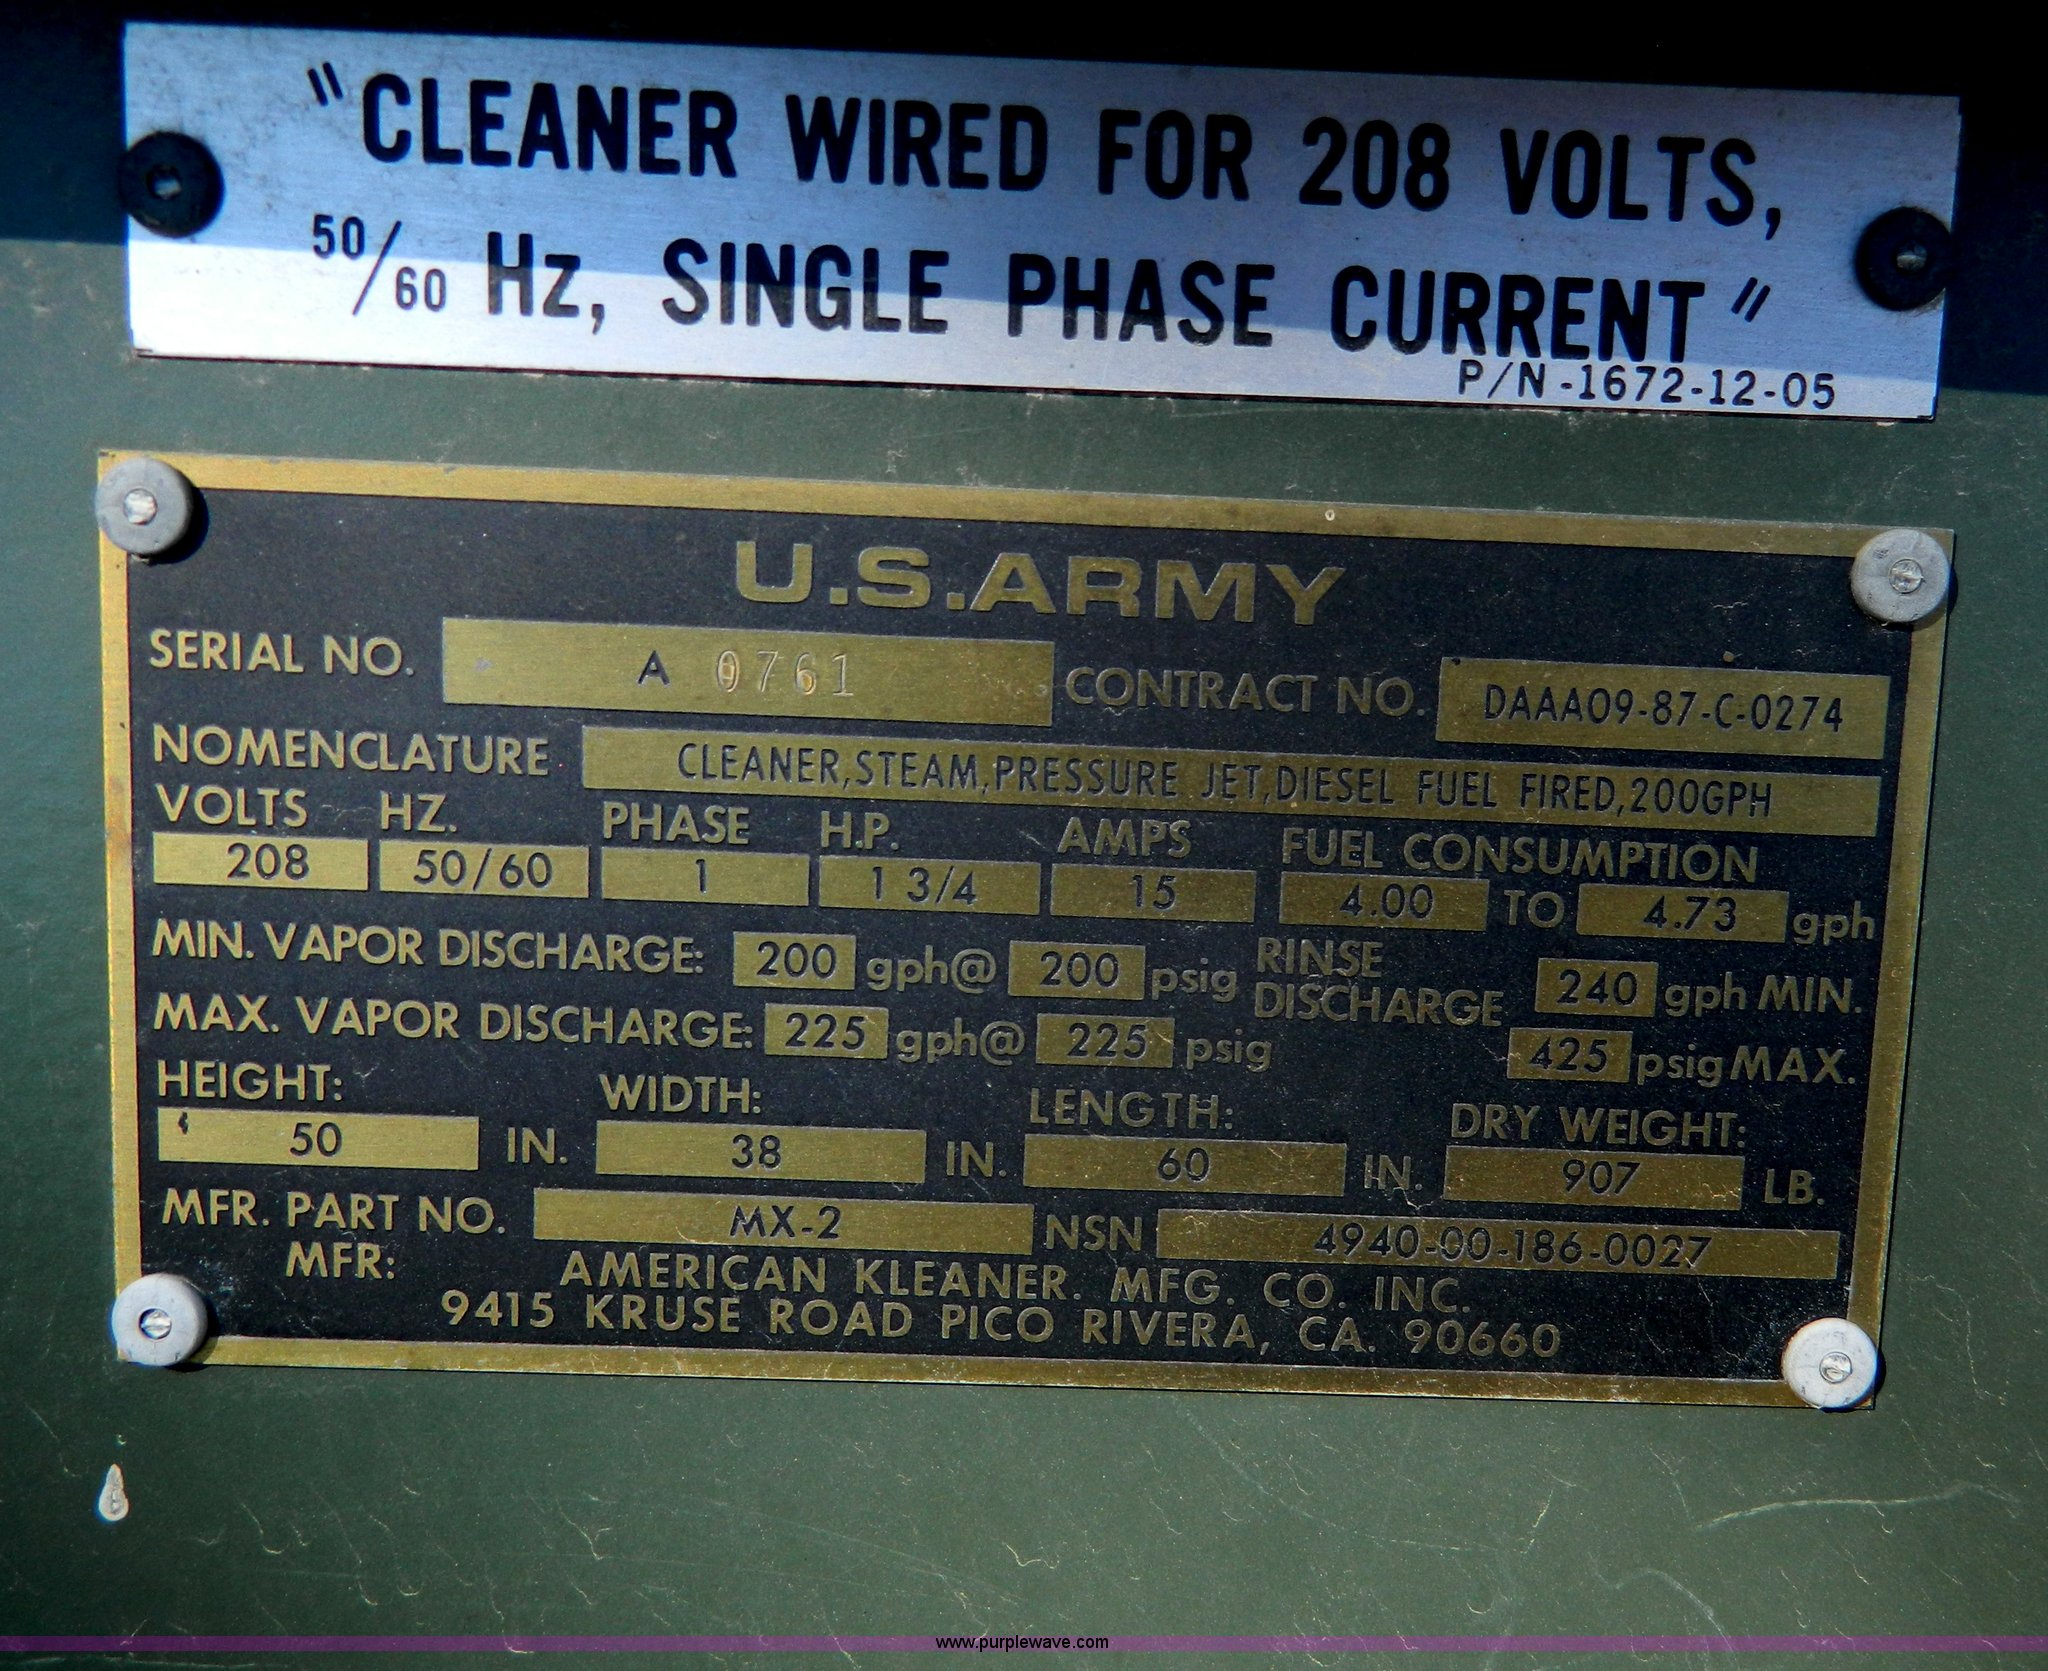 "CLEANER WIRED FOR 208 VOLTS,
50/60 Hz, SINGLE PHASE CURRENT"
P/N-1672-12-05
U.S.ARMY
SERIAL NO. A 0761 CONTRACT NO. DAAA09-87-C-0274
NOMENCLATURE CLEANER,STEAM,PRESSURE JET,DIESEL FUEL FIRED,200GPH
VOLTS HZ. PHASE H.P. AMPS FUEL CONSUMPTION
208 50/60 1 1 3/4 15 4.00 TO 4.73 gph
MIN. VAPOR DISCHARGE: 200 gph@ 200 psig RINSE DISCHARGE 240 gph MIN.
MAX. VAPOR DISCHARGE: 225 gph@ 225 psig 425 psig MAX.
HEIGHT: WIDTH: LENGTH: DRY WEIGHT:
50 IN. 38 IN. 60 IN. 907 LB.
MFR. PART NO. MX-2 NSN 4940-00-186-0027
MFR: AMERICAN KLEANER. MFG. CO. INC.
9415 KRUSE ROAD PICO RIVERA, CA. 90660
www.purplewave.com